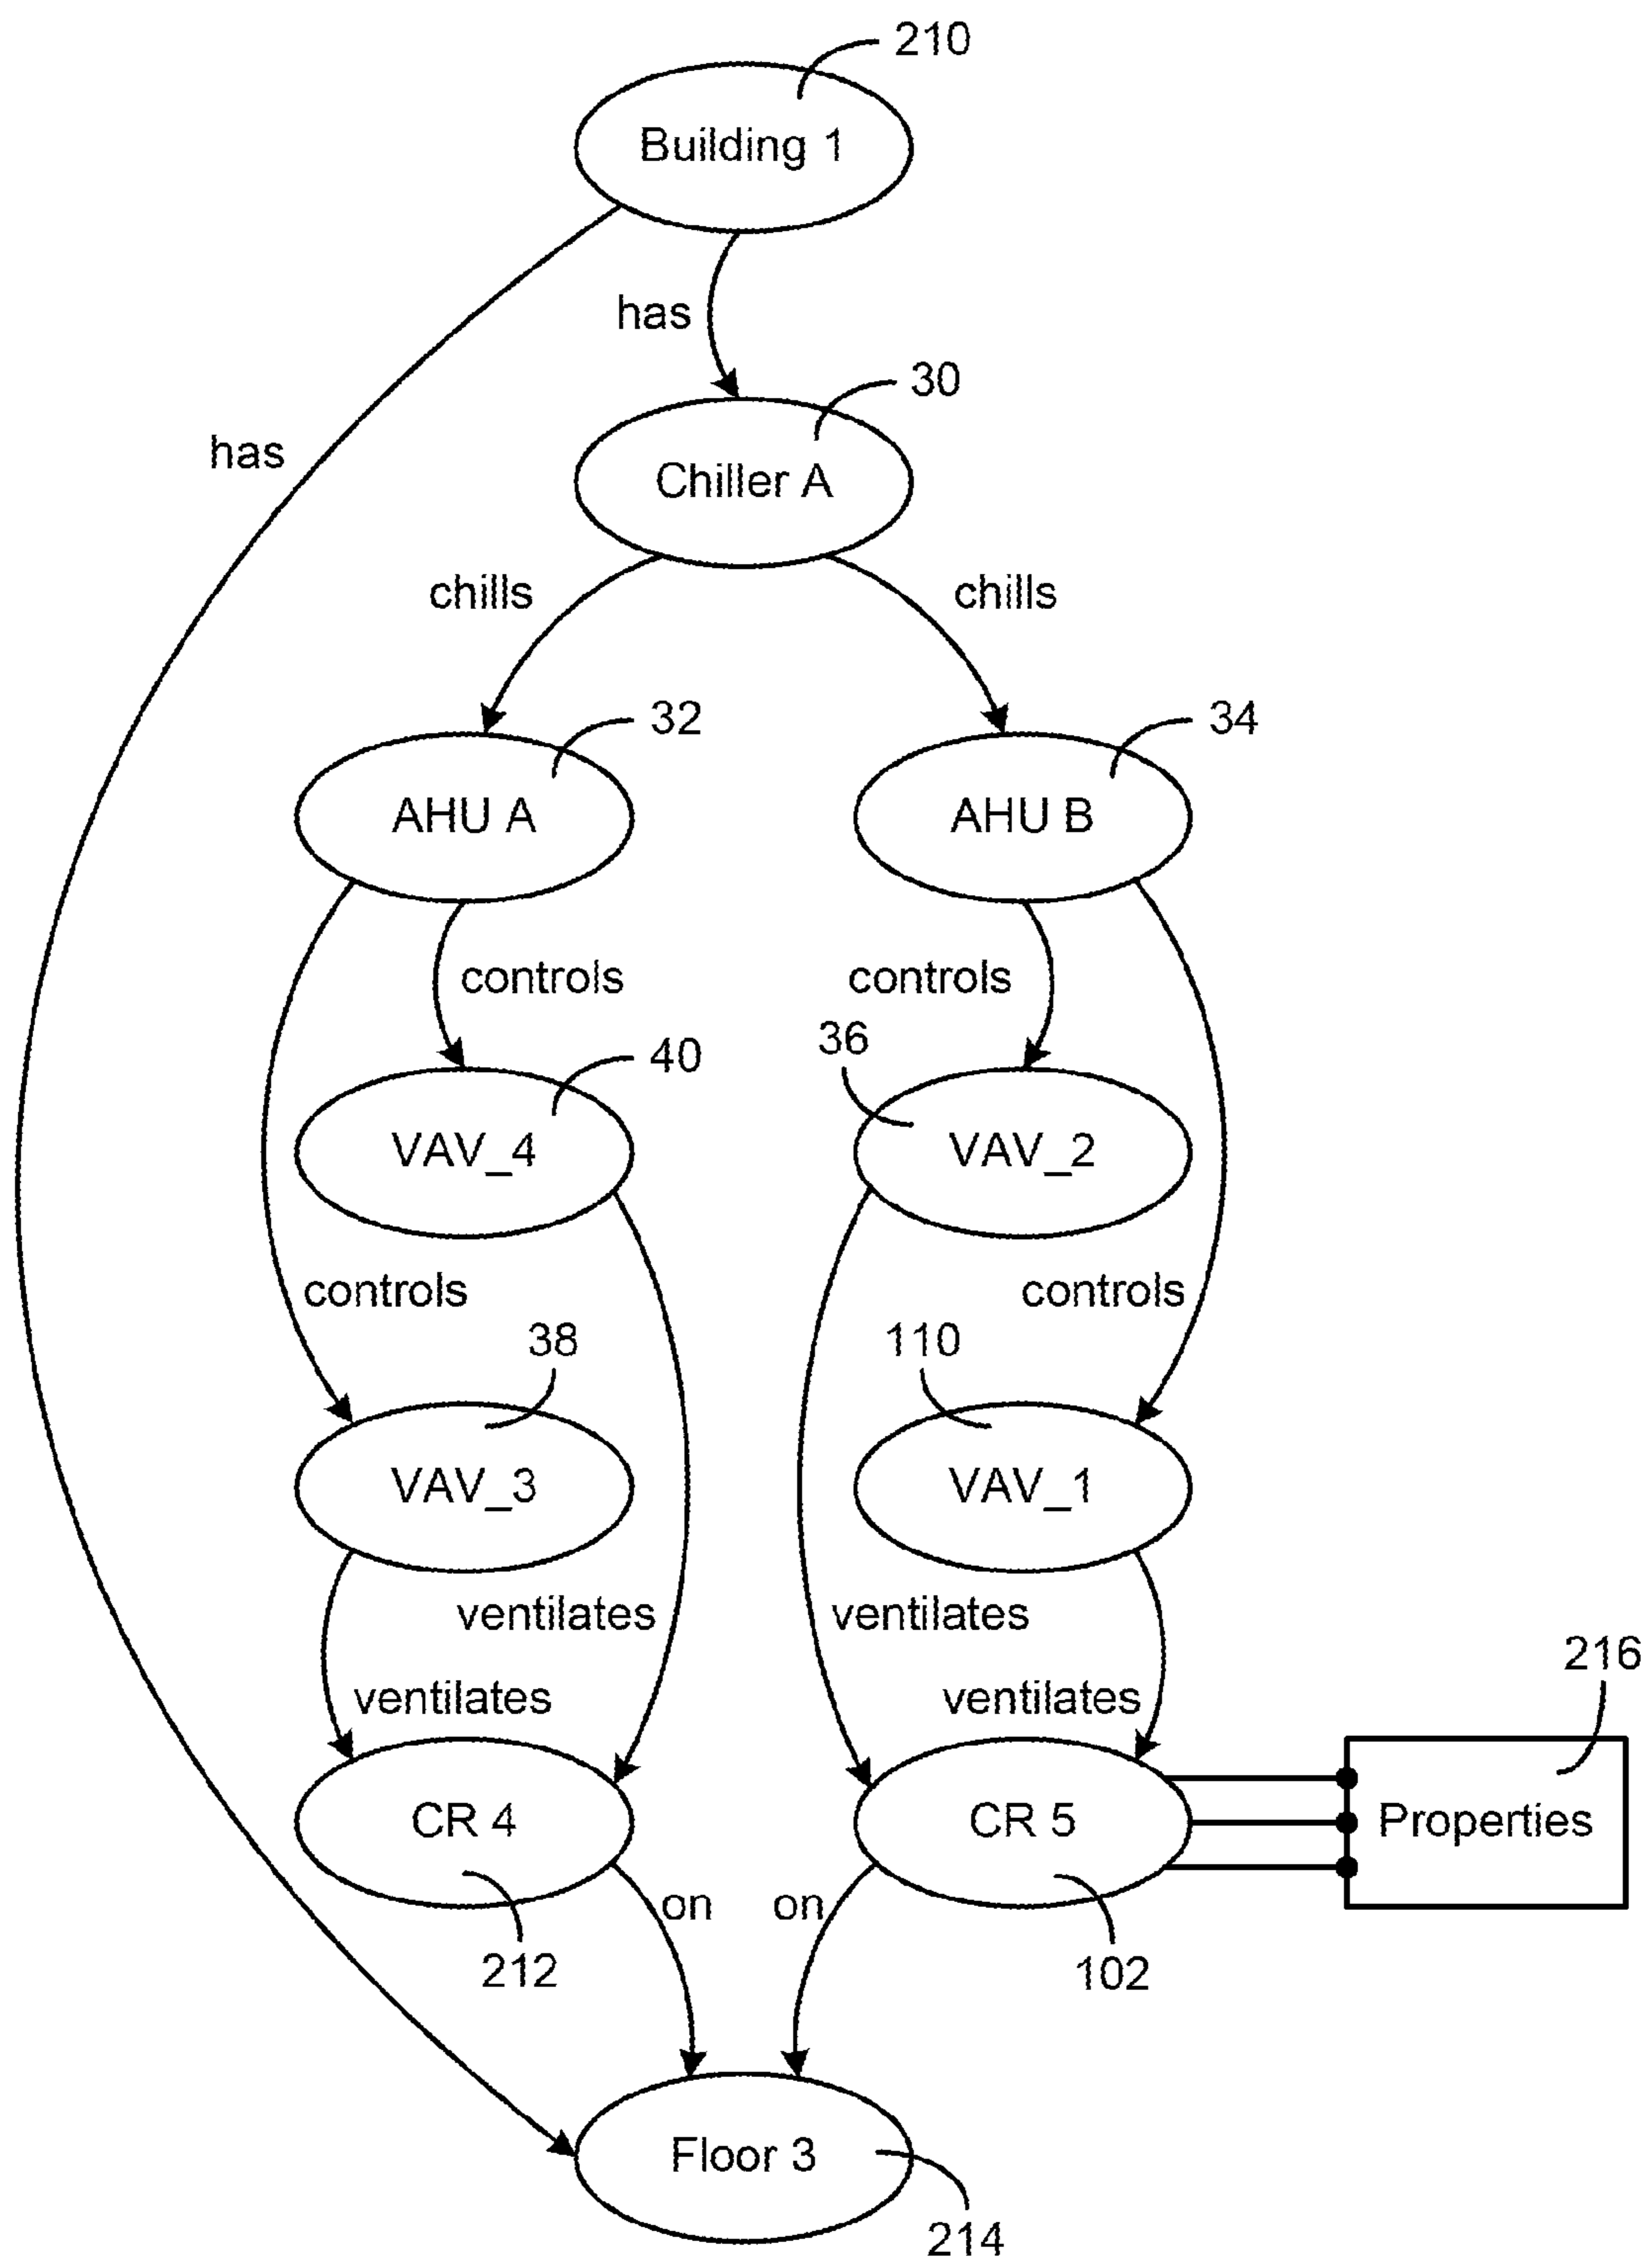 210
Building 1
has
30
has
Chiller A
chills
chills
32
34
AHU A
AHU B
controls
controls
36
40
VAV_4
VAV_2
controls
controls
38
110
VAV_3
VAV_1
ventilates
ventilates
216
ventilates
ventilates
CR 4
CR 5
Properties
on
on
212
102
Floor 3
214